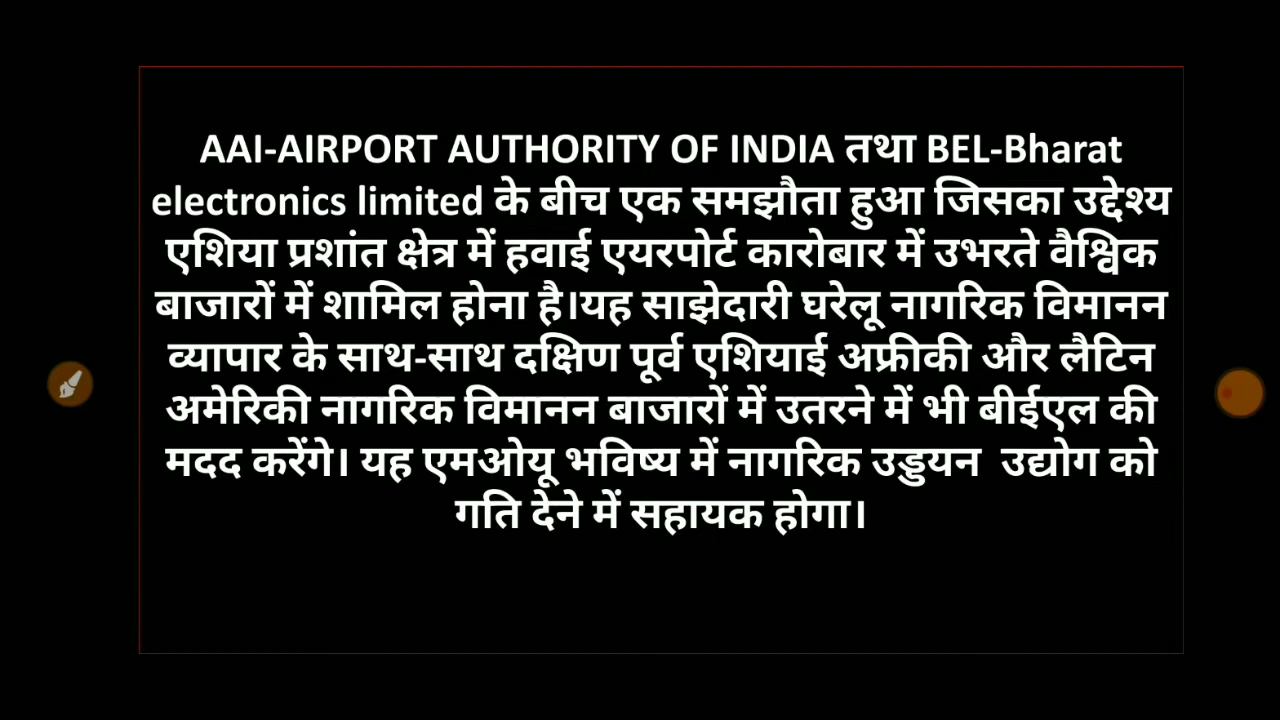 AAI-AIRPORT AUTHORITY OF INDIA तथा BEL-Bharat
electronics limited के बीच एक समझौता हुआ जिसका उद्देश्य
एशिया प्रशांत क्षेत्र में हवाई एयरपोर्ट कारोबार में उभरते वैश्विक
बाजारों में शामिल होना है।यह साझेदारी घरेलू नागरिक विमानन
व्यापार के साथ-साथ दक्षिण पूर्व एशियाई अफ्रीकी और लैटिन
अमेरिकी नागरिक विमानन बाजारों में उतरने में भी बीईएल की
मदद करेंगे। यह एमओयू भविष्य में नागरिक उड्डयन उद्योग को
गति देने में सहायक होगा।